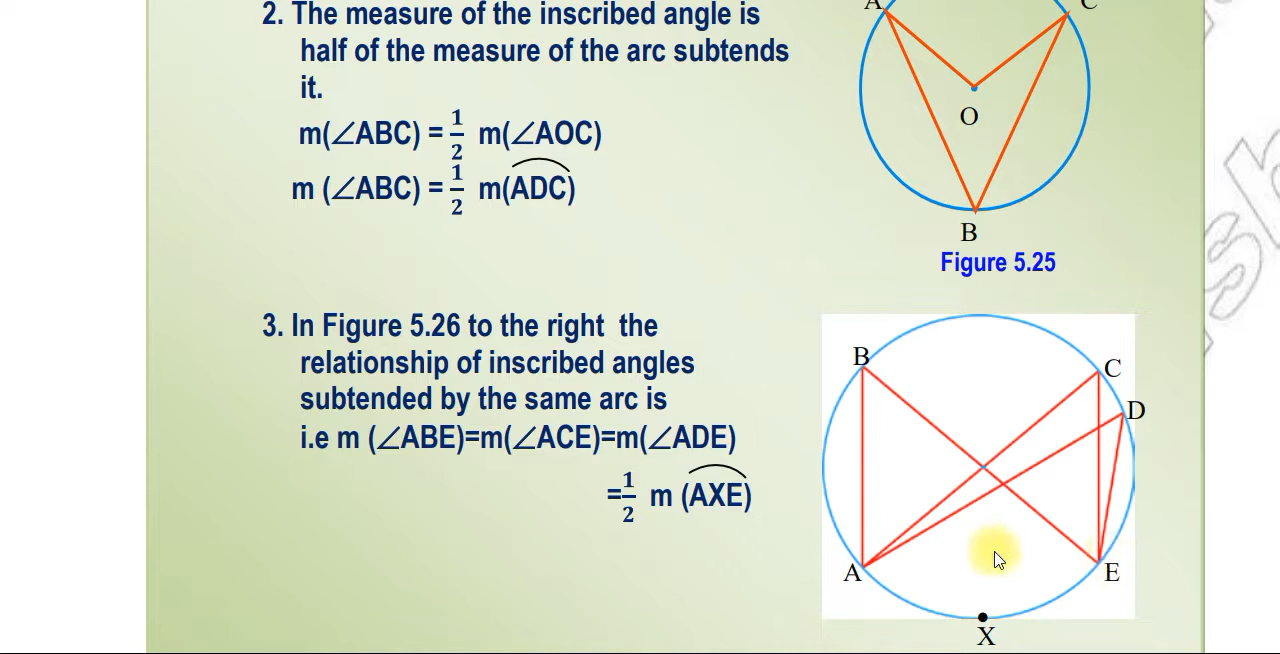 2. The measure of the inscribed angle is
half of the measure of the arc subtends
it.
m(∠ABC) = 1/2 m(∠AOC)
m (∠ABC) = 1/2 m(ADC)
A
C
O
B
Figure 5.25
3. In Figure 5.26 to the right the
relationship of inscribed angles
subtended by the same arc is
i.e m (∠ABE)=m(∠ACE)=m(∠ADE)
=1/2 m (AXE)
B
C
D
A
E
X